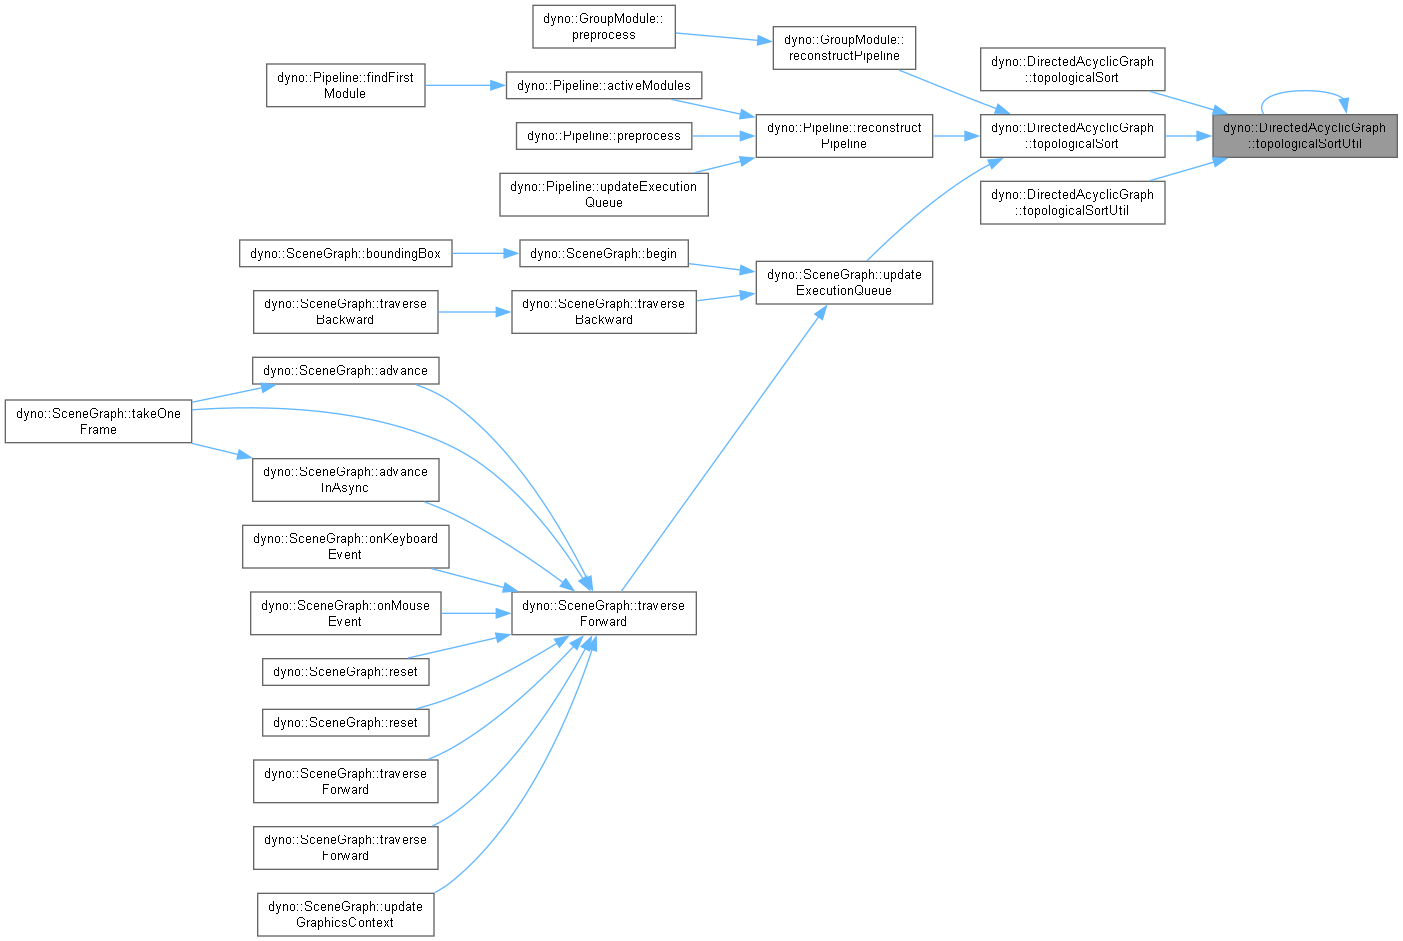 dyno::GroupModule::
preprocess
dyno::GroupModule::
reconstructPipeline
dyno::DirectedAcyclicGraph
::topologicalSort
dyno::Pipeline::findFirst
Module
dyno::Pipeline::activeModules
dyno::Pipeline::preprocess
dyno::Pipeline::reconstruct
Pipeline
dyno::DirectedAcyclicGraph
::topologicalSort
dyno::DirectedAcyclicGraph
::topologicalSortUtil
dyno::Pipeline::updateExecution
Queue
dyno::DirectedAcyclicGraph
::topologicalSortUtil
dyno::SceneGraph::boundingBox
dyno::SceneGraph::begin
dyno::SceneGraph::update
ExecutionQueue
dyno::SceneGraph::traverse
Backward
dyno::SceneGraph::traverse
Backward
dyno::SceneGraph::advance
dyno::SceneGraph::takeOne
Frame
dyno::SceneGraph::advance
InAsync
dyno::SceneGraph::onKeyboard
Event
dyno::SceneGraph::onMouse
Event
dyno::SceneGraph::traverse
Forward
dyno::SceneGraph::reset
dyno::SceneGraph::reset
dyno::SceneGraph::traverse
Forward
dyno::SceneGraph::traverse
Forward
dyno::SceneGraph::update
GraphicsContext